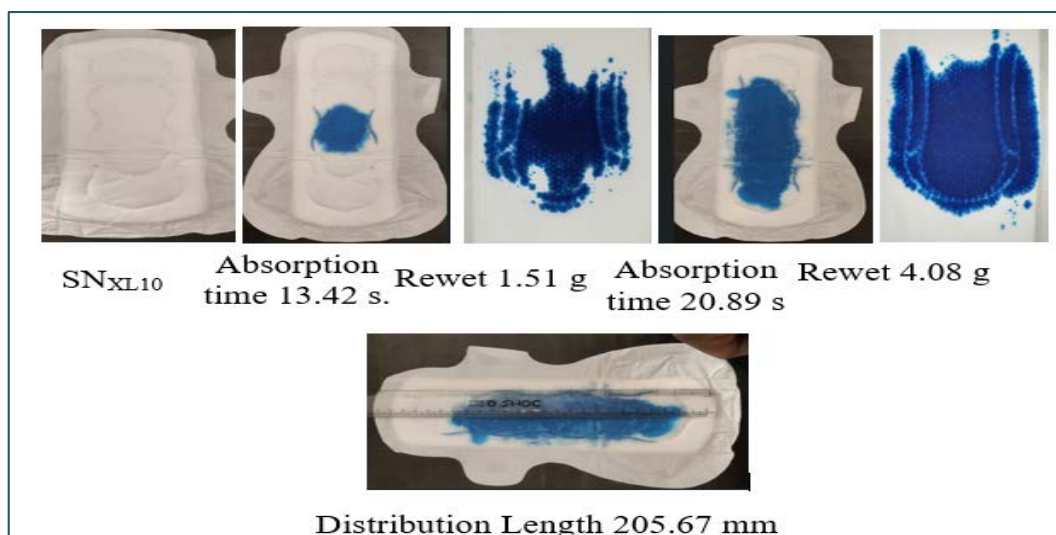 SNXL10
Absorption
time 13.42 s.
Rewet 1.51 g
Absorption
time 20.89 s
Rewet 4.08 g
Distribution Length 205.67 mm